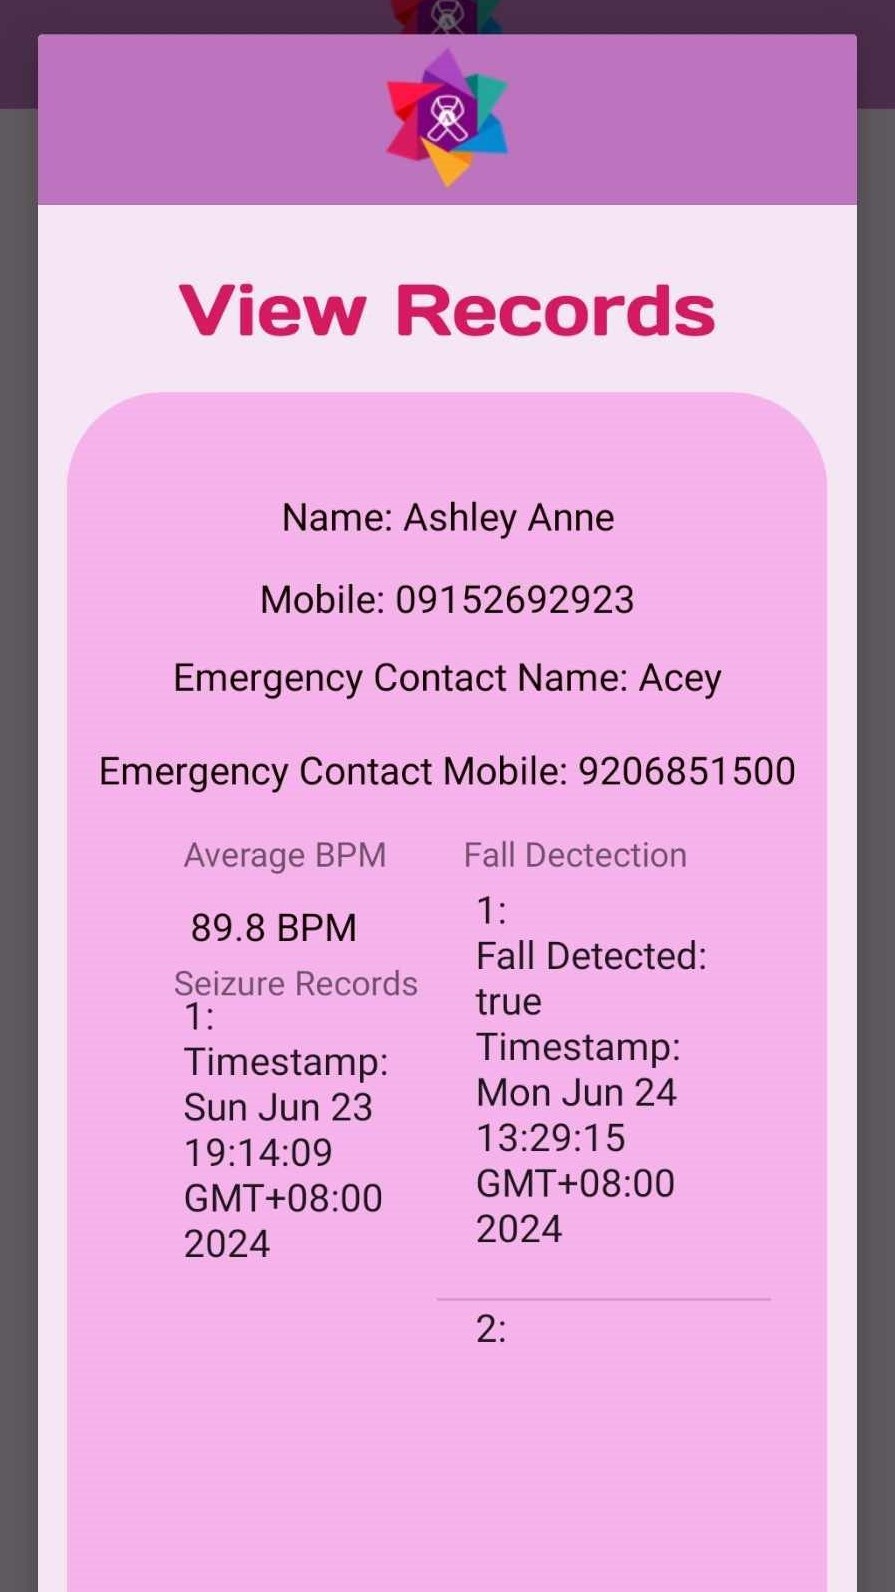 View Records
Name: Ashley Anne
Mobile: 09152692923
Emergency Contact Name: Acey
Emergency Contact Mobile: 9206851500
Average BPM
89.8 BPM
Seizure Records
1:
Timestamp:
Sun Jun 23
19:14:09
GMT+08:00
2024
Fall Dectection
1:
Fall Detected:
true
Timestamp:
Mon Jun 24
13:29:15
GMT+08:00
2024
2: